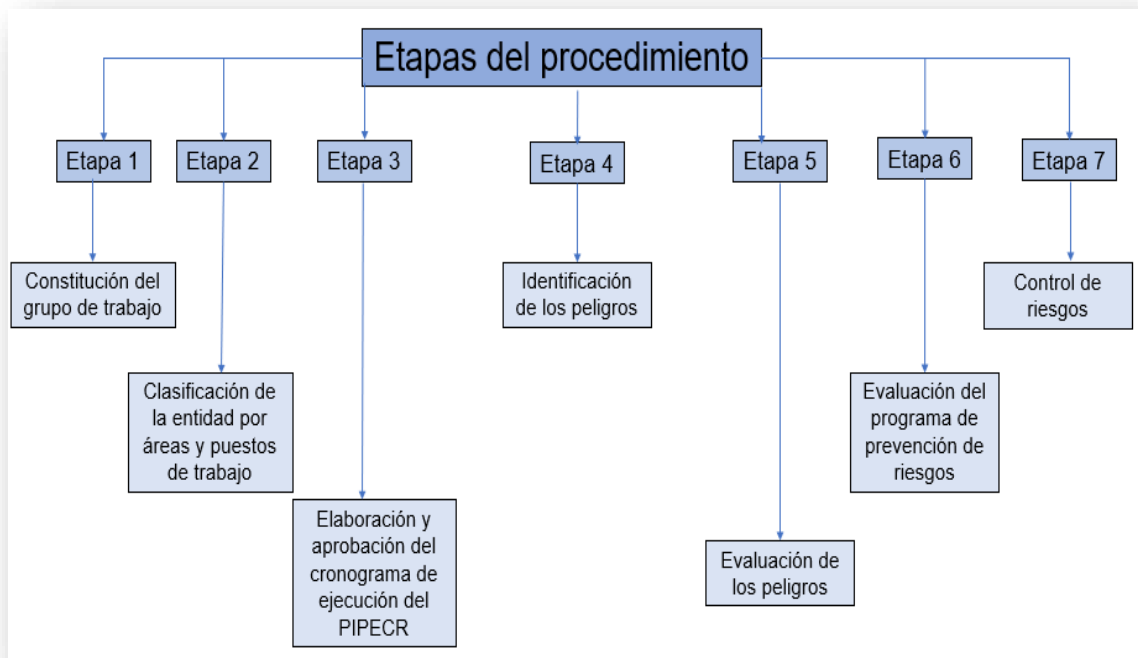 Etapas del procedimiento
Etapa 1
Etapa 2
Etapa 3
Etapa 4
Etapa 5
Etapa 6
Etapa 7
Constitución del
grupo de trabajo
Clasificación de
la entidad por
áreas y puestos
de trabajo
Elaboración y
aprobación del
cronograma de
ejecución del
PIPECR
Identificación
de los peligros
Evaluación de
los peligros
Evaluación del
programa de
prevención de
riesgos
Control de
riesgos